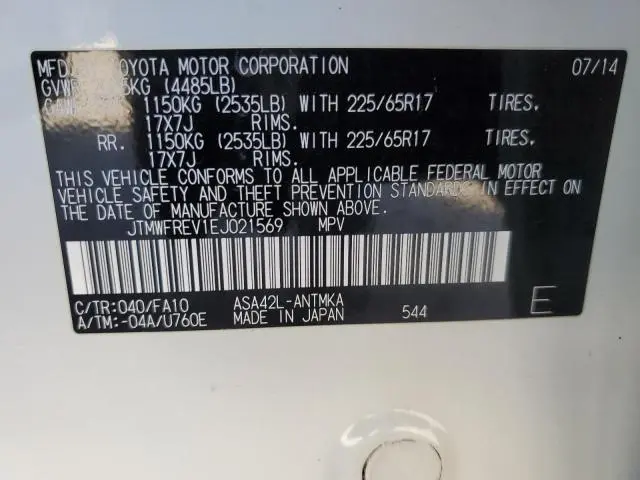 MFD. TOYOTA MOTOR CORPORATION 07/14
GVWR (4485LB)
1150KG (2535LB) WITH 225/65R17 TIRES.
17X7J RIMS.
RR. 1150KG (2535LB) WITH 225/65R17 TIRES.
17X7J RIMS.
THIS VEHICLE CONFORMS TO ALL APPLICABLE FEDERAL MOTOR
VEHICLE SAFETY AND THEFT PREVENTION STANDARDS IN EFFECT ON
THE DATE OF MANUFACTURE SHOWN ABOVE.
JTMWFREV1EJ021569 MPV
C/TR:040/FA10 ASA42L-ANTMKA
A/TM:-04A/U760E MADE IN JAPAN 544 E